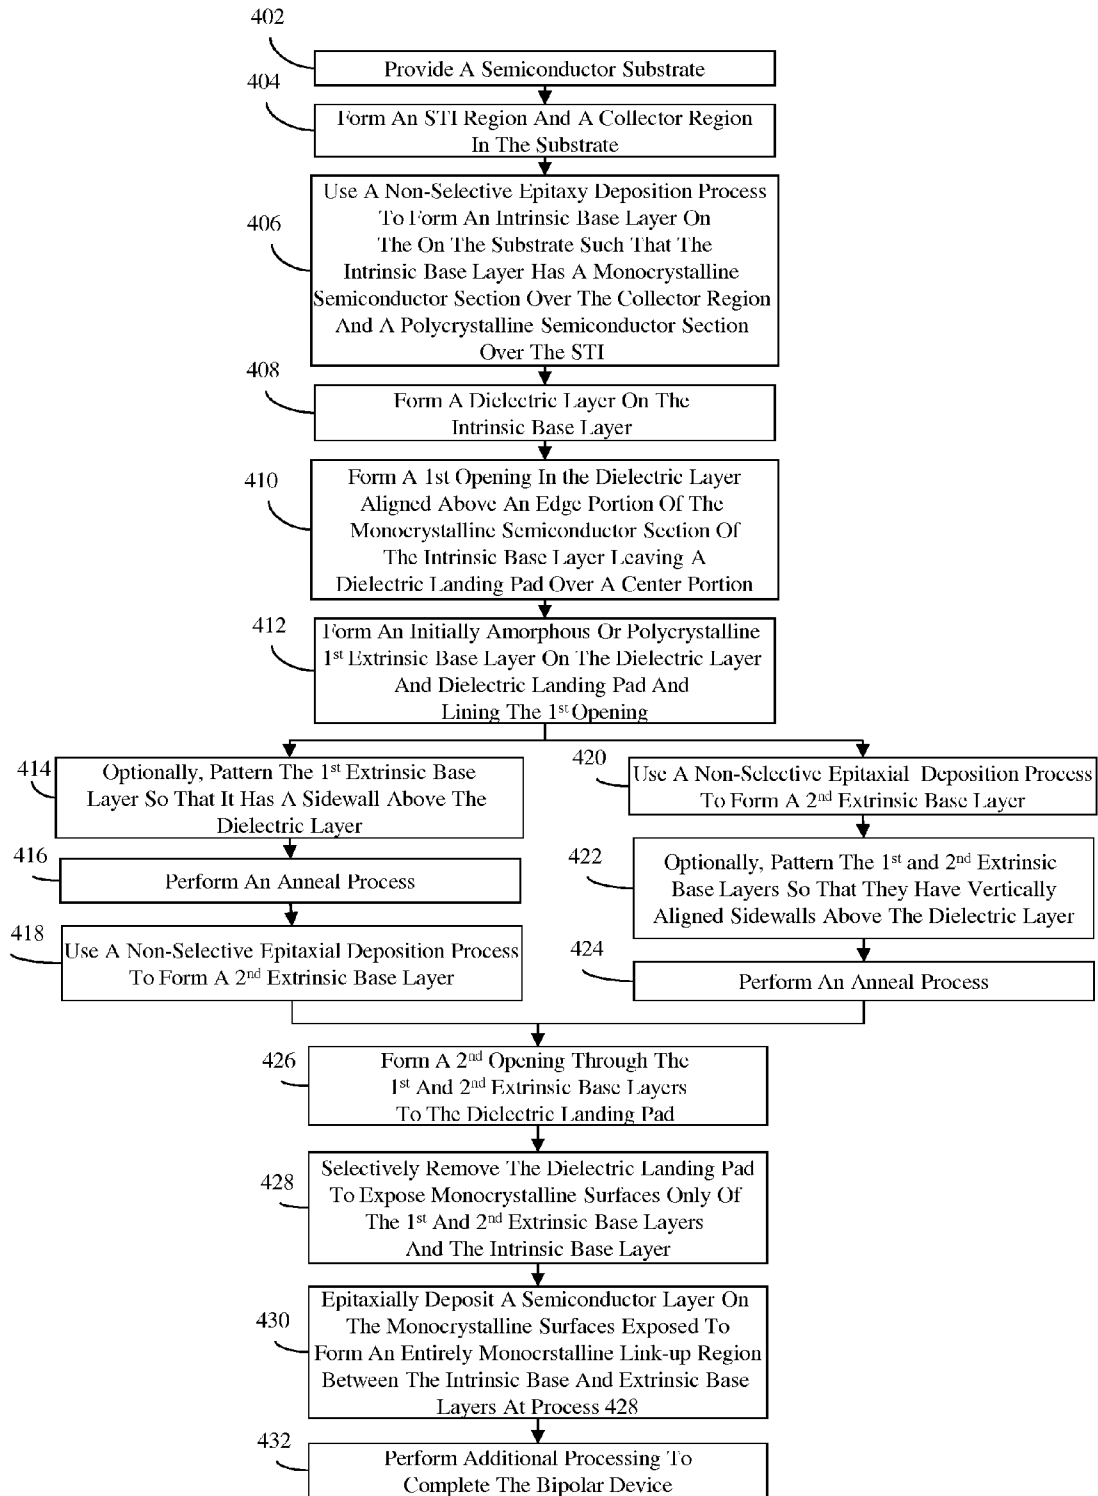 402
Provide A Semiconductor Substrate
404
Form An STI Region And A Collector Region
In The Substrate
406
Use A Non-Selective Epitaxy Deposition Process
To Form An Intrinsic Base Layer On
The On The Substrate Such That The
Intrinsic Base Layer Has A Monocrystalline
Semiconductor Section Over The Collector Region
And A Polycrystalline Semiconductor Section
Over The STI
408
Form A Dielectric Layer On The
Intrinsic Base Layer
410
Form A 1st Opening In the Dielectric Layer
Aligned Above An Edge Portion Of The
Monocrystalline Semiconductor Section Of
The Intrinsic Base Layer Leaving A
Dielectric Landing Pad Over A Center Portion
412
Form An Initially Amorphous Or Polycrystalline
1st Extrinsic Base Layer On The Dielectric Layer
And Dielectric Landing Pad And
Lining The 1st Opening
414
Optionally, Pattern The 1st Extrinsic Base
Layer So That It Has A Sidewall Above The
Dielectric Layer
416
Perform An Anneal Process
418
Use A Non-Selective Epitaxial Deposition Process
To Form A 2nd Extrinsic Base Layer
420
Use A Non-Selective Epitaxial Deposition Process
To Form A 2nd Extrinsic Base Layer
422
Optionally, Pattern The 1st and 2nd Extrinsic
Base Layers So That They Have Vertically
Aligned Sidewalls Above The Dielectric Layer
424
Perform An Anneal Process
426
Form A 2nd Opening Through The
1st And 2nd Extrinsic Base Layers
To The Dielectric Landing Pad
428
Selectively Remove The Dielectric Landing Pad
To Expose Monocrystalline Surfaces Only Of
The 1st And 2nd Extrinsic Base Layers
And The Intrinsic Base Layer
430
Epitaxially Deposit A Semiconductor Layer On
The Monocrystalline Surfaces Exposed To
Form An Entirely Monocrstalline Link-up Region
Between The Intrinsic Base And Extrinsic Base
Layers At Process 428
432
Perform Additional Processing To
Complete The Bipolar Device